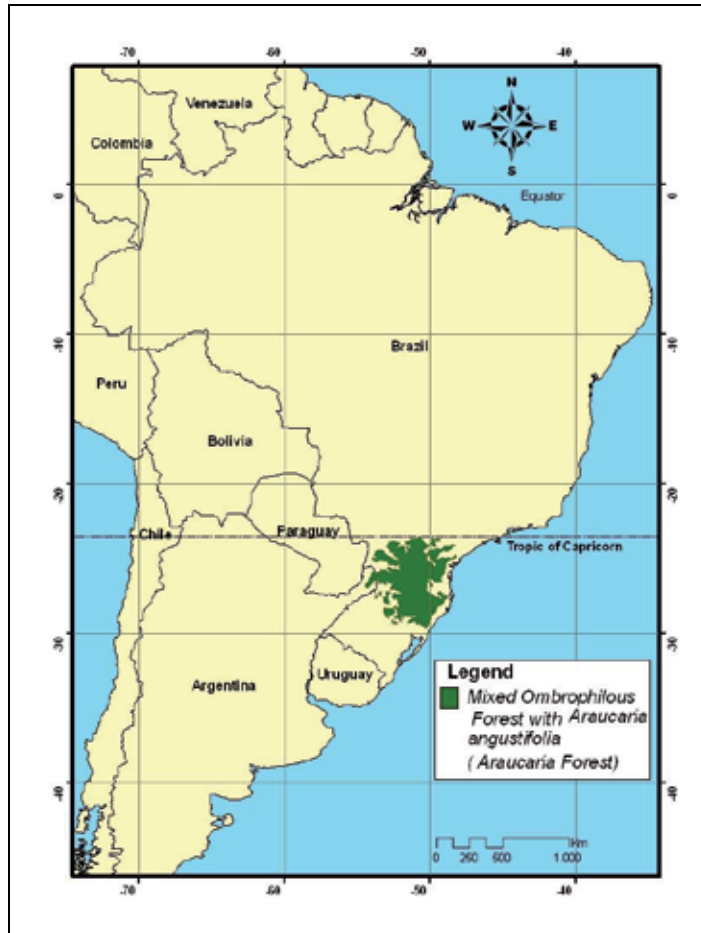 -70 -60 -50 -40
N
W E
S
Venezuela
Colombia
0
Equator
0
-10
Brazil
-10
Peru
Bolivia
-20
-20
Chile
Paraguay
Tropic of Capricorn
-30
-30
Argentina
Uruguay
Legend
Mixed Ombrophilous
Forest with Araucaria
angustifolia
( Araucaria Forest)
-40
-40
Km
0 250 500 1.000
-70 -60 -50 -40